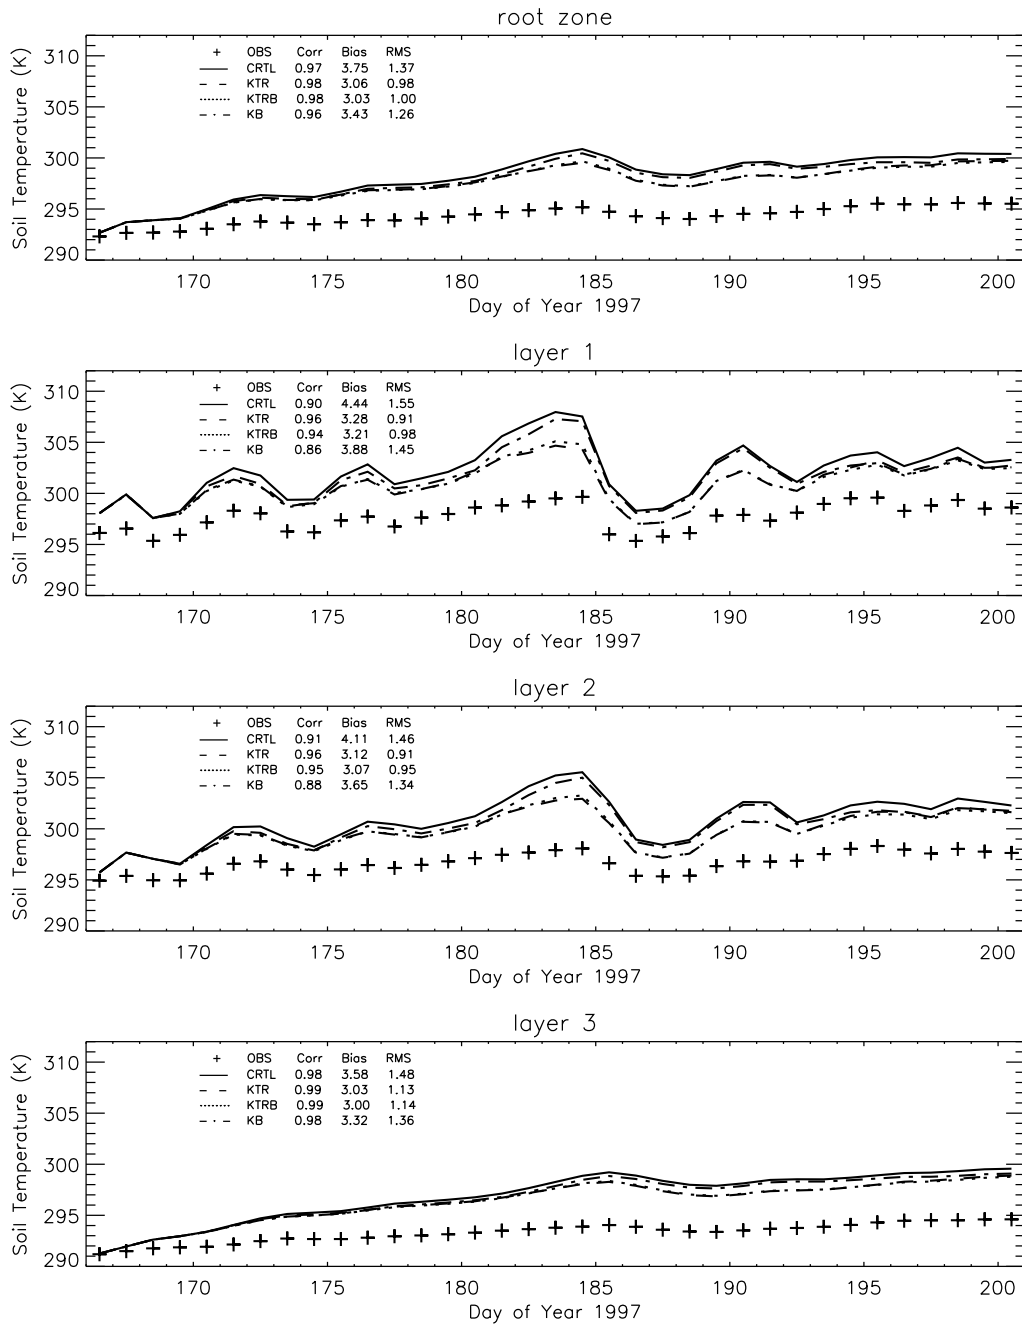 root zone
Soil Temperature (K)
310
305
300
295
290
+ OBS Corr Bias RMS
CRTL 0.97 3.75 1.37
KTR 0.98 3.06 0.98
KTRB 0.98 3.03 1.00
KB 0.96 3.43 1.26
170 175 180 185 190 195 200
Day of Year 1997
layer 1
Soil Temperature (K)
310
305
300
295
290
+ OBS Corr Bias RMS
CRTL 0.90 4.44 1.55
KTR 0.96 3.28 0.91
KTRB 0.94 3.21 0.98
KB 0.86 3.88 1.45
170 175 180 185 190 195 200
Day of Year 1997
layer 2
Soil Temperature (K)
310
305
300
295
290
+ OBS Corr Bias RMS
CRTL 0.91 4.11 1.46
KTR 0.96 3.12 0.91
KTRB 0.95 3.07 0.95
KB 0.88 3.65 1.34
170 175 180 185 190 195 200
Day of Year 1997
layer 3
Soil Temperature (K)
310
305
300
295
290
+ OBS Corr Bias RMS
CRTL 0.98 3.58 1.48
KTR 0.99 3.03 1.13
KTRB 0.99 3.00 1.14
KB 0.98 3.32 1.36
170 175 180 185 190 195 200
Day of Year 1997